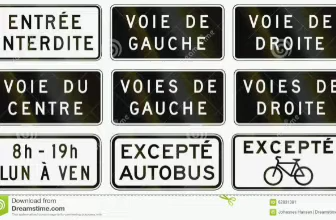 ENTRÉE
INTERDITE
VOIE DE
GAUCHE
VOIE DE
DROITE
VOIE DU
CENTRE
VOIES DE
GAUCHE
VOIES DE
DROITE
8h - 19h
LUN À VEN
EXCEPTÉ
AUTOBUS
EXCEPTÉ
Download from
Dreamstime.com